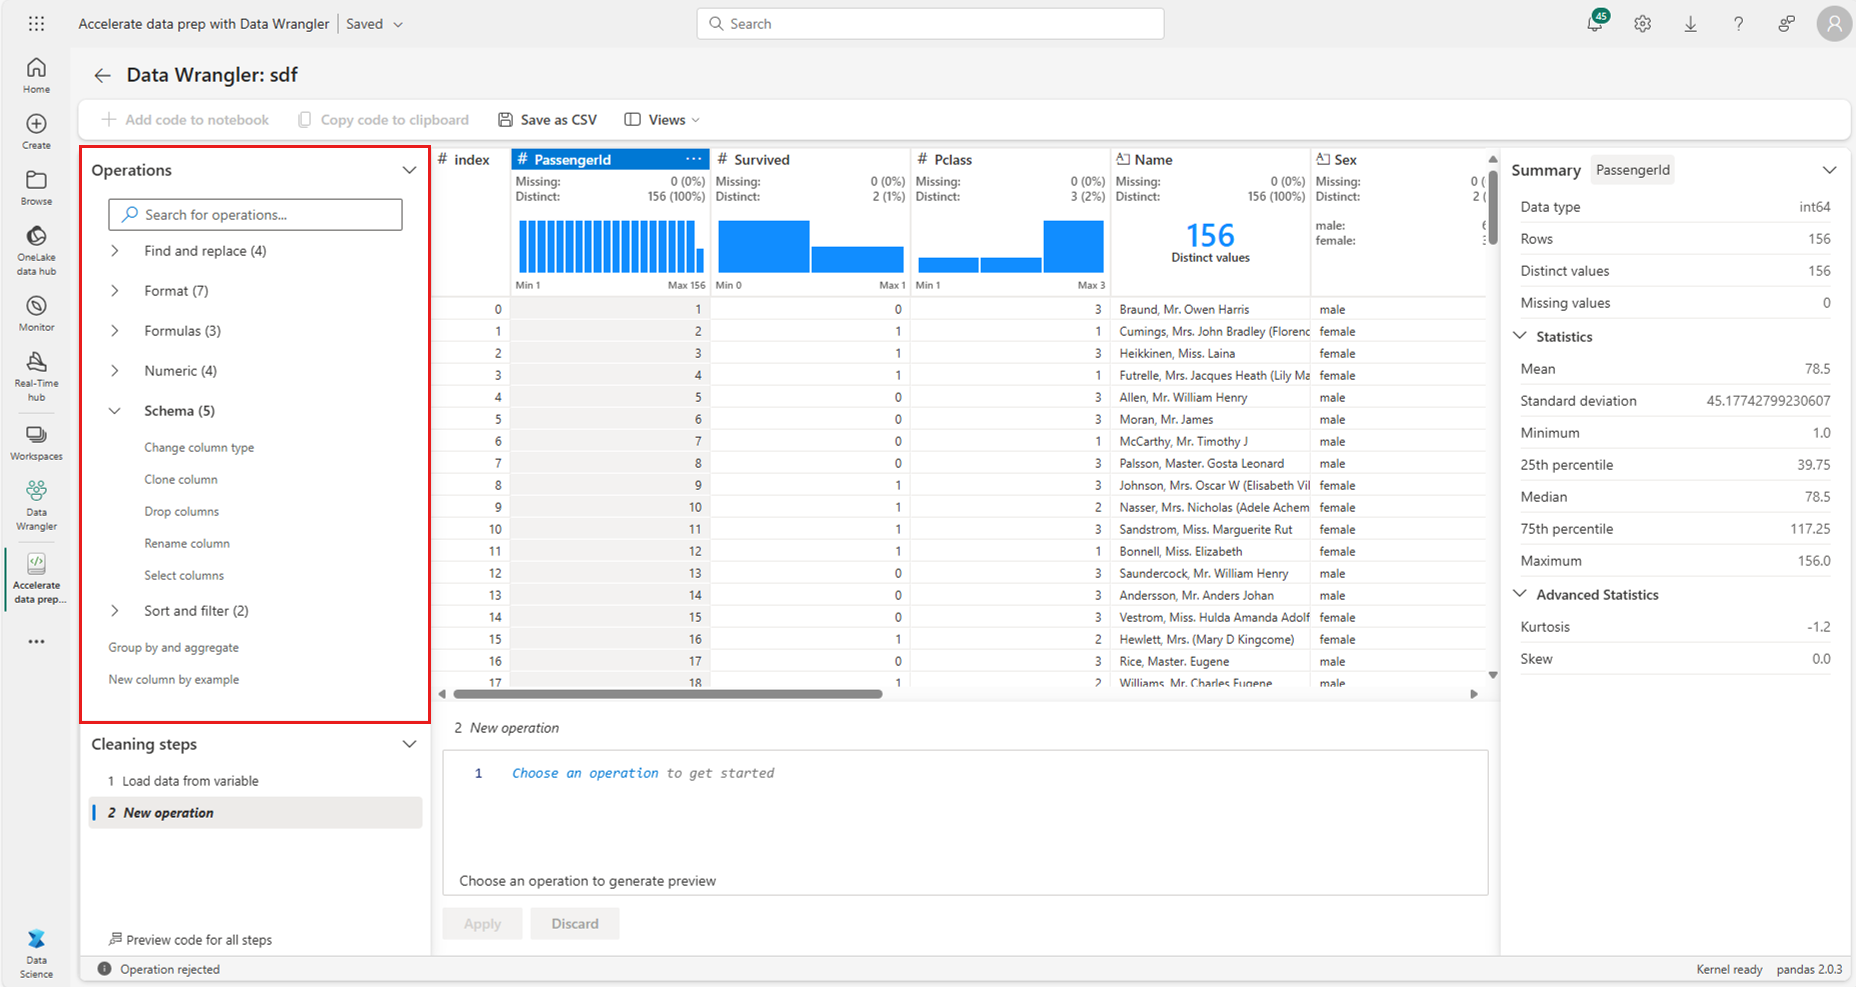 Accelerate data prep with Data Wrangler | Saved
Search
45
Home
Create
Browse
OneLake
data hub
Monitor
Real-Time
hub
Workspaces
Data
Wrangler
Accelerate
data prep...
Data
Science
Data Wrangler: sdf
Add code to notebook
Copy code to clipboard
Save as CSV
Views
Operations
Search for operations...
Find and replace (4)
Format (7)
Formulas (3)
Numeric (4)
Schema (5)
Change column type
Clone column
Drop columns
Rename column
Select columns
Sort and filter (2)
Group by and aggregate
New column by example
Cleaning steps
1 Load data from variable
2 New operation
Preview code for all steps
# index # PassengerId ... # Survived # Pclass Name Sex
Missing: 0 (0%) Missing: 0 (0%) Missing: 0 (0%) Missing: 0 (0%) Missing: 0 (
Distinct: 156 (100%) Distinct: 2 (1%) Distinct: 3 (2%) Distinct: 156 (100%) Distinct: 2 (
156
Distinct values
male:
female:
Min 1 Max 156 Min 0 Max 1 Min 1 Max 3
0 1 0 3 Braund, Mr. Owen Harris male
1 2 1 1 Cumings, Mrs. John Bradley (Florenc female
2 3 1 3 Heikkinen, Miss. Laina female
3 4 1 1 Futrelle, Mrs. Jacques Heath (Lily Ma female
4 5 0 3 Allen, Mr. William Henry male
5 6 0 3 Moran, Mr. James male
6 7 0 1 McCarthy, Mr. Timothy J male
7 8 0 3 Palsson, Master. Gosta Leonard male
8 9 1 3 Johnson, Mrs. Oscar W (Elisabeth Vil female
9 10 1 2 Nasser, Mrs. Nicholas (Adele Achem female
10 11 1 3 Sandstrom, Miss. Marguerite Rut female
11 12 1 1 Bonnell, Miss. Elizabeth female
12 13 0 3 Saundercock, Mr. William Henry male
13 14 0 3 Andersson, Mr. Anders Johan male
14 15 0 3 Vestrom, Miss. Hulda Amanda Adolf female
15 16 1 2 Hewlett, Mrs. (Mary D Kingcome) female
16 17 0 3 Rice, Master. Eugene male
17 18 1 2 Williams, Mr. Charles Eugene male
2 New operation
1 Choose an operation to get started
Choose an operation to generate preview
Apply
Discard
Summary PassengerId
Data type int64
Rows 156
Distinct values 156
Missing values 0
Statistics
Mean 78.5
Standard deviation 45.17742799230607
Minimum 1.0
25th percentile 39.75
Median 78.5
75th percentile 117.25
Maximum 156.0
Advanced Statistics
Kurtosis -1.2
Skew 0.0
Operation rejected
Kernel ready pandas 2.0.3